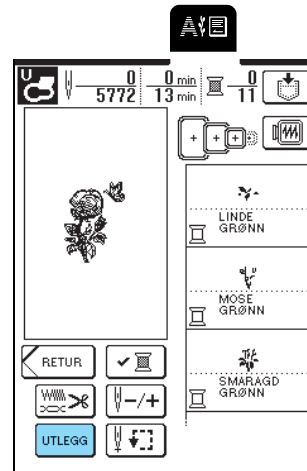 A
U
0 0 min 0
5772 13 min 11
LINDE
GRØNN
MOSE
GRØNN
SMARAGD
GRØNN
RETUR
-/+
UTLEGG